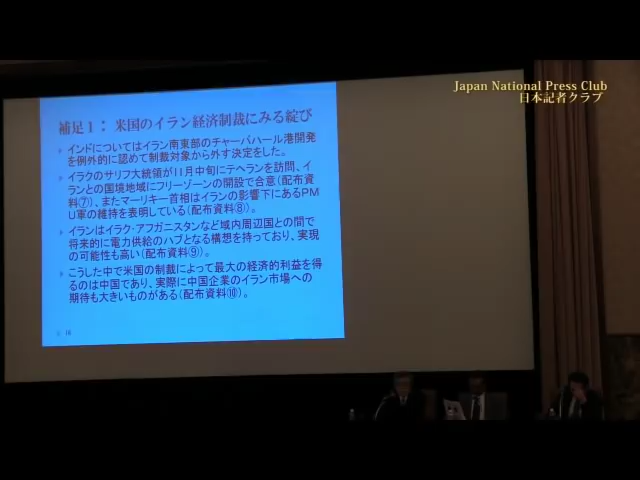 Japan National Press Club
日本記者クラブ
補足1： 米国のイラン経済制裁にみる綻び
インドについてはイラン南東部のチャーバハール港開発
を例外的に認めて制裁対象から外す決定をした。
イラクのサリフ大統領が11月中旬にテヘランを訪問、イ
ランとの国境地域にフリーゾーンの開設で合意(配布資
料⑦)、またマーリキー首相はイランの影響下にあるPM
U軍の維持を表明している(配布資料⑧)。
イランはイラク・アフガニスタンなど域内周辺国との間で
将来的に電力供給のハブとなる構想を持っており、実現
の可能性も高い(配布資料⑨)。
こうした中で米国の制裁によって最大の経済的利益を得
るのは中国であり、実際に中国企業のイラン市場への
期待も大きいものがある(配布資料⑩)。